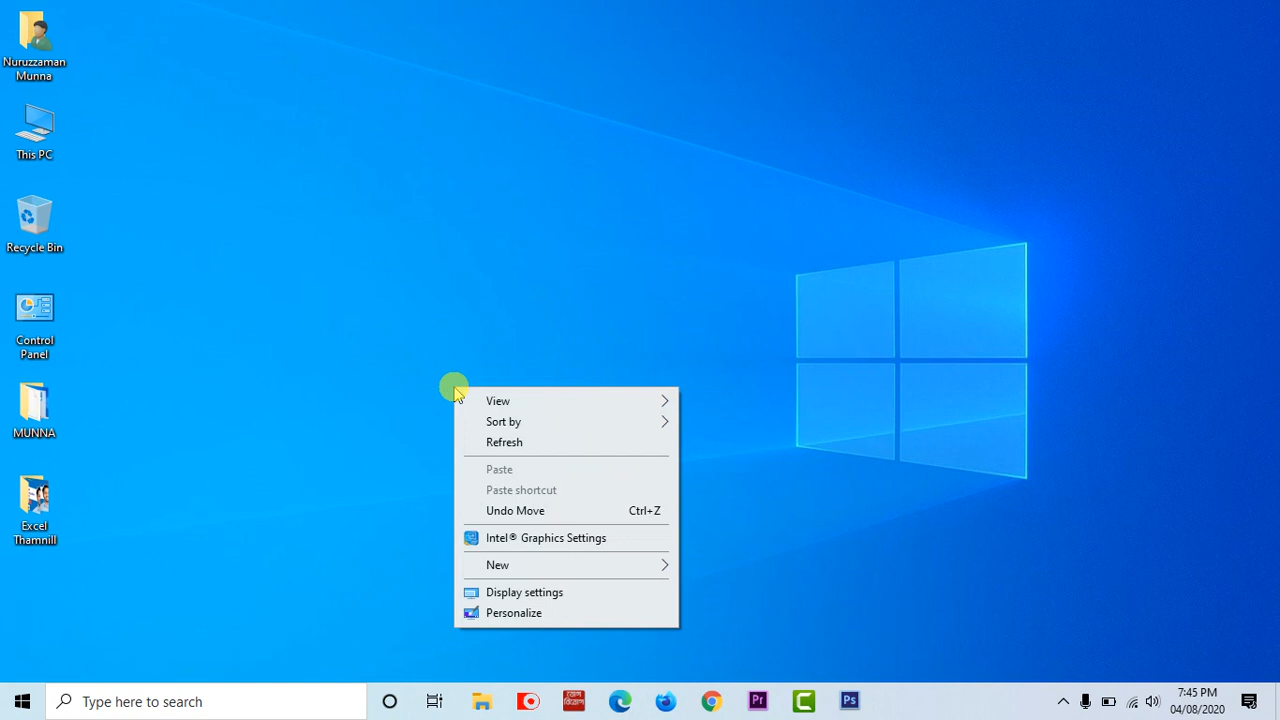 Nuruzzaman
Munna
This PC
Recycle Bin
Control
Panel
MUNNA
Excel
Thamnill
View
Sort by
Refresh
Paste
Paste shortcut
Undo Move Ctrl+Z
Intel® Graphics Settings
New
Display settings
Personalize
Type here to search
Pr
Ps
7:45 PM
04/08/2020